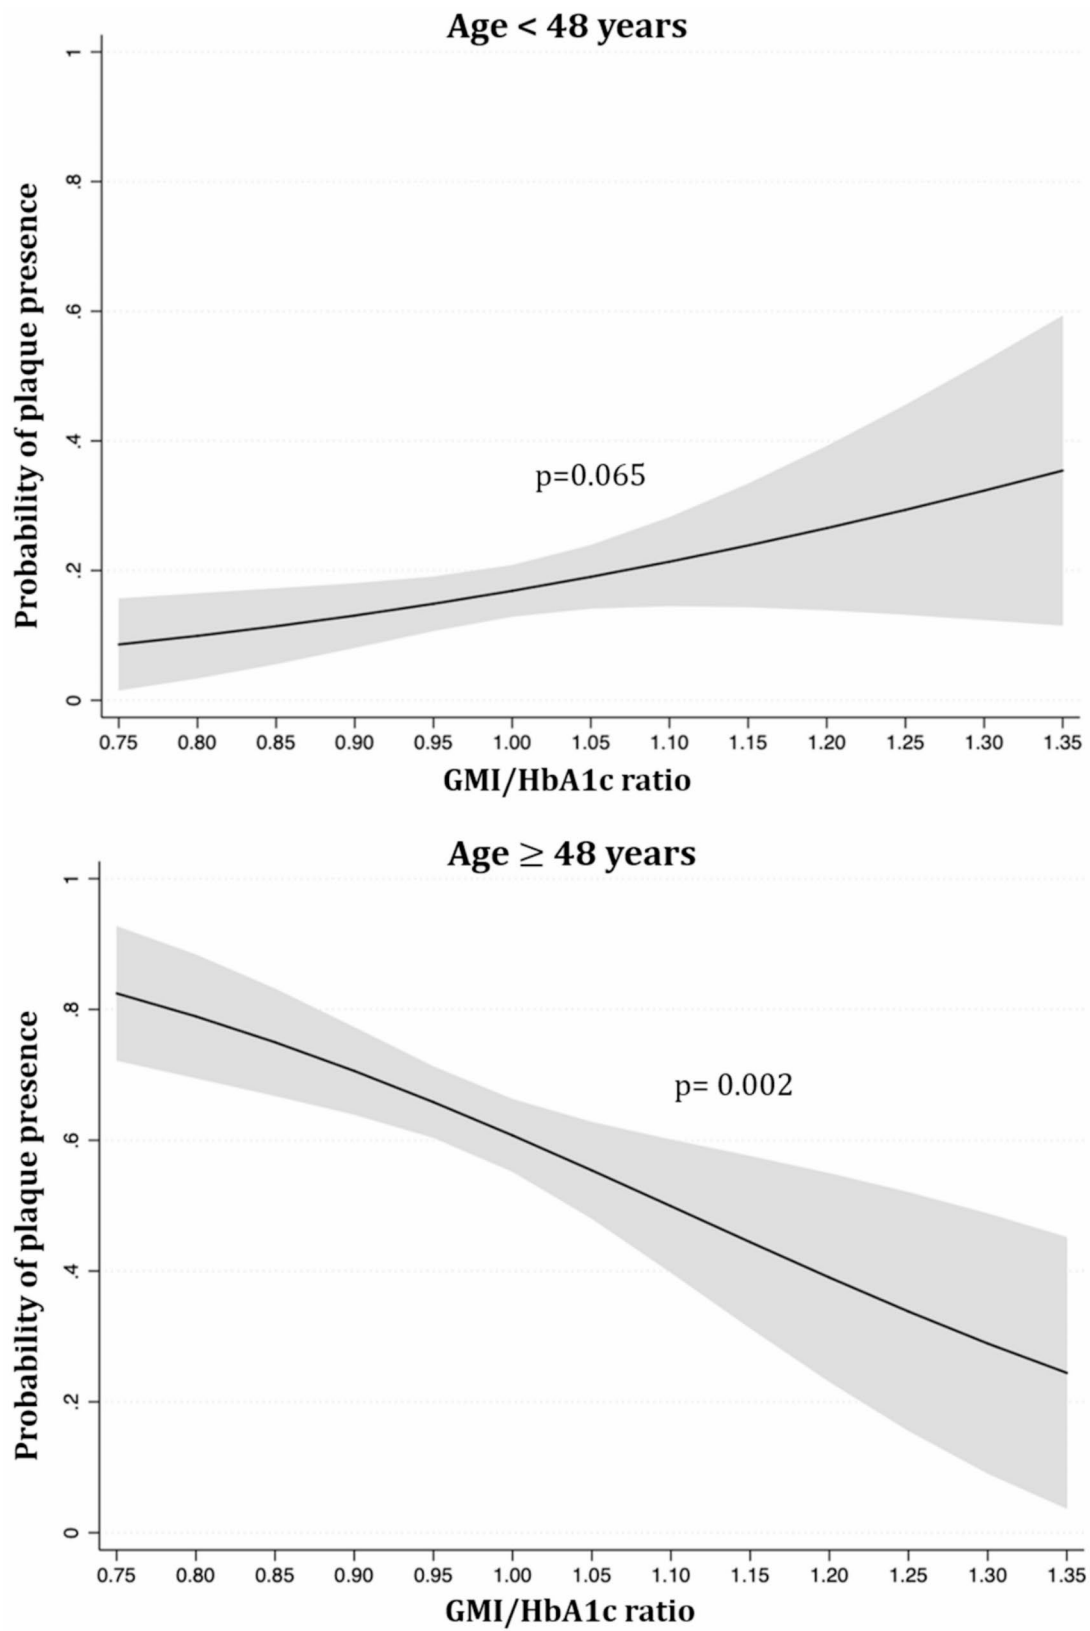 Age < 48 years
Probability of plaque presence
1
.8
.6
.4
.2
0
p=0.065
0.75 0.80 0.85 0.90 0.95 1.00 1.05 1.10 1.15 1.20 1.25 1.30 1.35
GMI/HbA1c ratio
Age ≥ 48 years
Probability of plaque presence
1
.8
.6
.4
.2
0
p= 0.002
0.75 0.80 0.85 0.90 0.95 1.00 1.05 1.10 1.15 1.20 1.25 1.30 1.35
GMI/HbA1c ratio